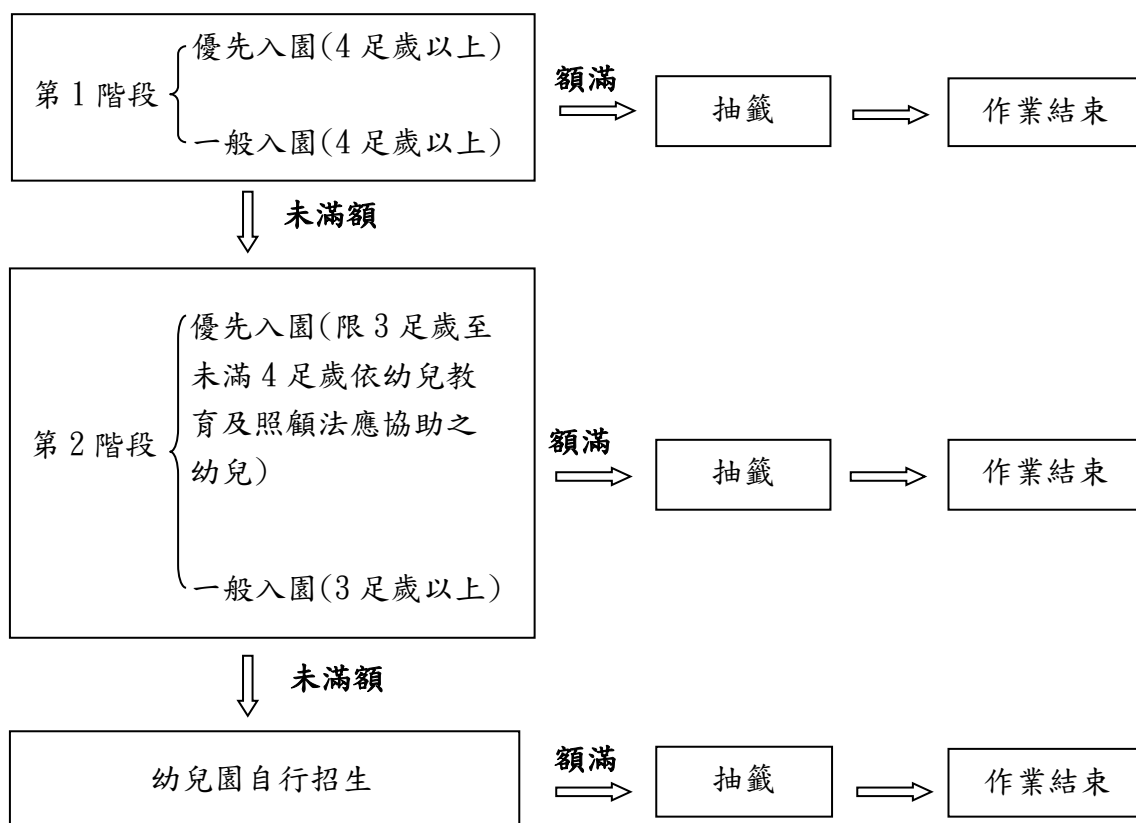 優先入園(4 足歲以上)
第 1 階段
一般入園(4 足歲以上)
額滿
抽籤
作業結束
未滿額
優先入園(限 3 足歲至
未滿 4 足歲依幼兒教
育及照顧法應協助之
幼兒)
第 2 階段
一般入園(3 足歲以上)
額滿
抽籤
作業結束
未滿額
幼兒園自行招生
額滿
抽籤
作業結束